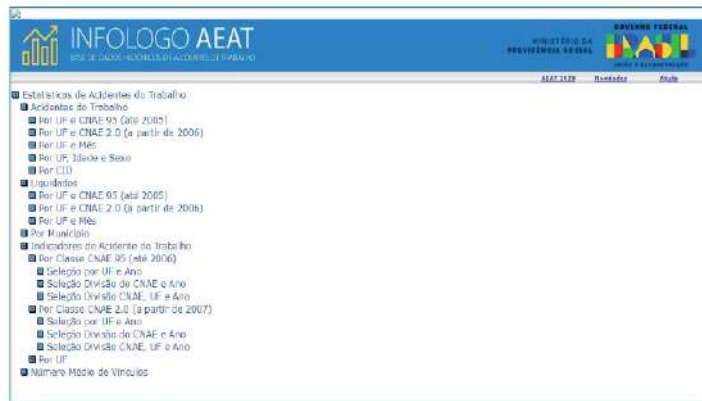 INFOLOGO AEAT
BASE DE DADOS HISTÓRICOS DE ACIDENTES DE TRABALHO
MINISTÉRIO DA
PREVIDÊNCIA SOCIAL
GOVERNO FEDERAL
BRASIL
UNIÃO E RECONSTRUÇÃO
AEAT Novidades Ajuda
Estatísticas de Acidentes do Trabalho
Acidentes do Trabalho
Por UF e CNAE 95 (até 2005)
Por UF e CNAE 2.0 (a partir de 2006)
Por UF e Mês
Por UF, Idade e Sexo
Por CID
Liquidados
Por UF e CNAE 95 (até 2005)
Por UF e CNAE 2.0 (a partir de 2006)
Por UF e Mês
Por Município
Indicadores de Acidente do Trabalho
Por Classe CNAE 95 (até 2006)
Seleção por UF e Ano
Seleção Divisão do CNAE e Ano
Seleção Divisão CNAE, UF e Ano
Por Classe CNAE 2.0 (a partir de 2007)
Seleção por UF e Ano
Seleção Divisão do CNAE e Ano
Seleção Divisão CNAE, UF e Ano
Por UF
Número Médio de Vínculos